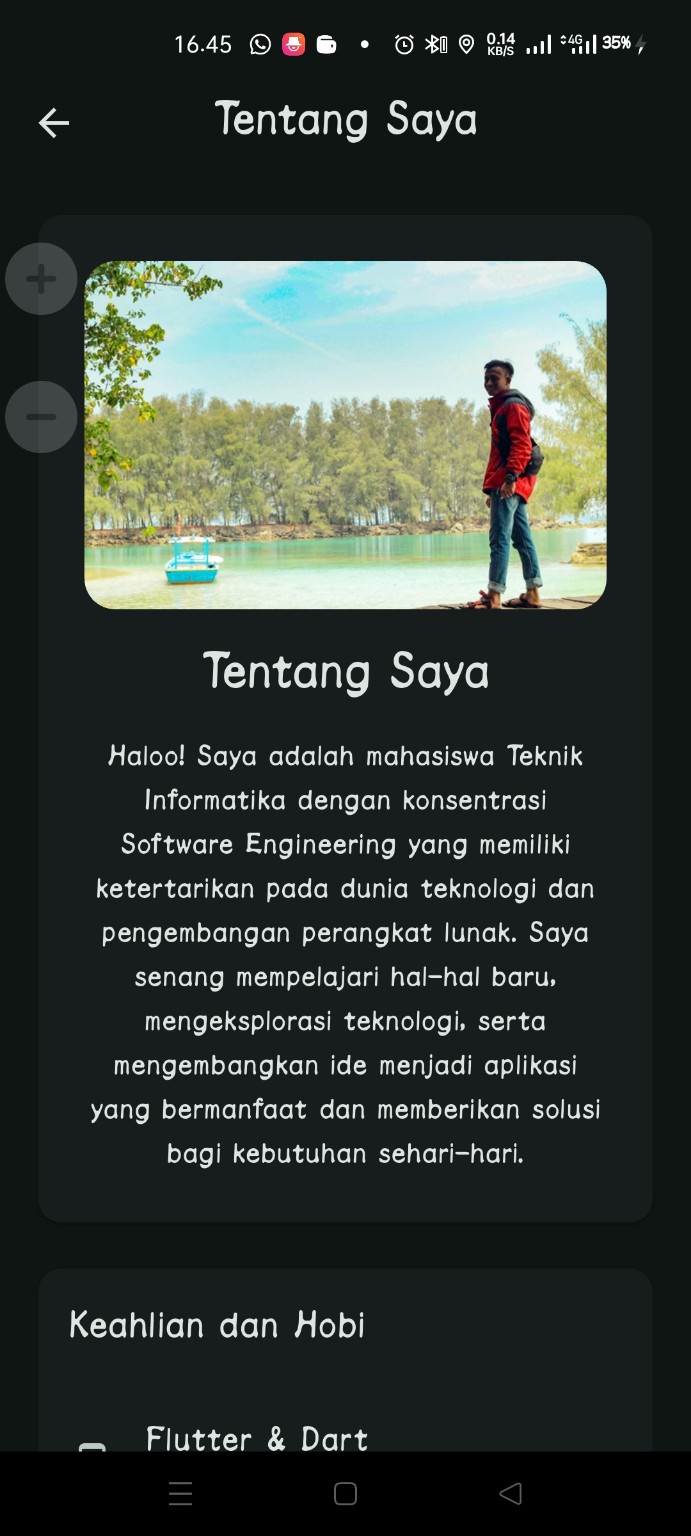 16.45
0.14
KB/S
4G
35%
Tentang Saya
Tentang Saya
Haloo! Saya adalah mahasiswa Teknik
Informatika dengan konsentrasi
Software Engineering yang memiliki
ketertarikan pada dunia teknologi dan
pengembangan perangkat lunak. Saya
senang mempelajari hal-hal baru,
mengeksplorasi teknologi, serta
mengembangkan ide menjadi aplikasi
yang bermanfaat dan memberikan solusi
bagi kebutuhan sehari-hari.
Keahlian dan Hobi
Flutter & Dart